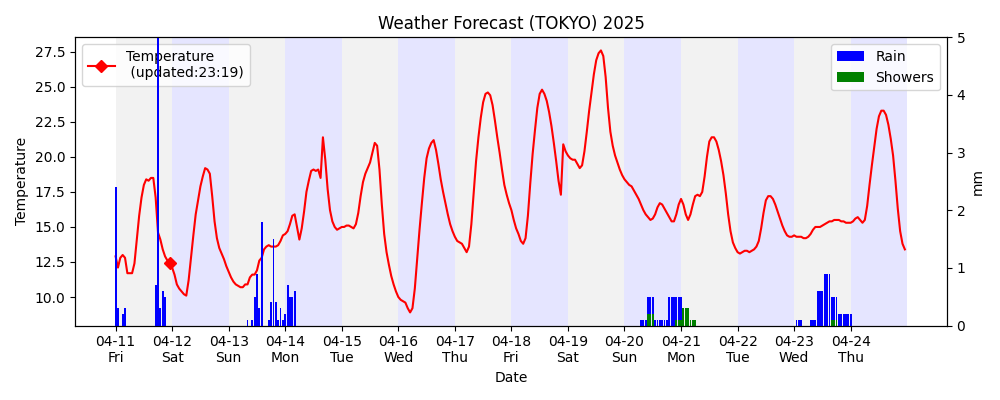 Weather Forecast (TOKYO) 2025
Temperature
(updated:23:19)
Rain
Showers
27.5
25.0
22.5
20.0
17.5
15.0
12.5
10.0
Temperature
5
4
3
2
1
0
mm
04-11 04-12 04-13 04-14 04-15 04-16 04-17 04-18 04-19 04-20 04-21 04-22 04-23 04-24
Fri Sat Sun Mon Tue Wed Thu Fri Sat Sun Mon Tue Wed Thu
Date